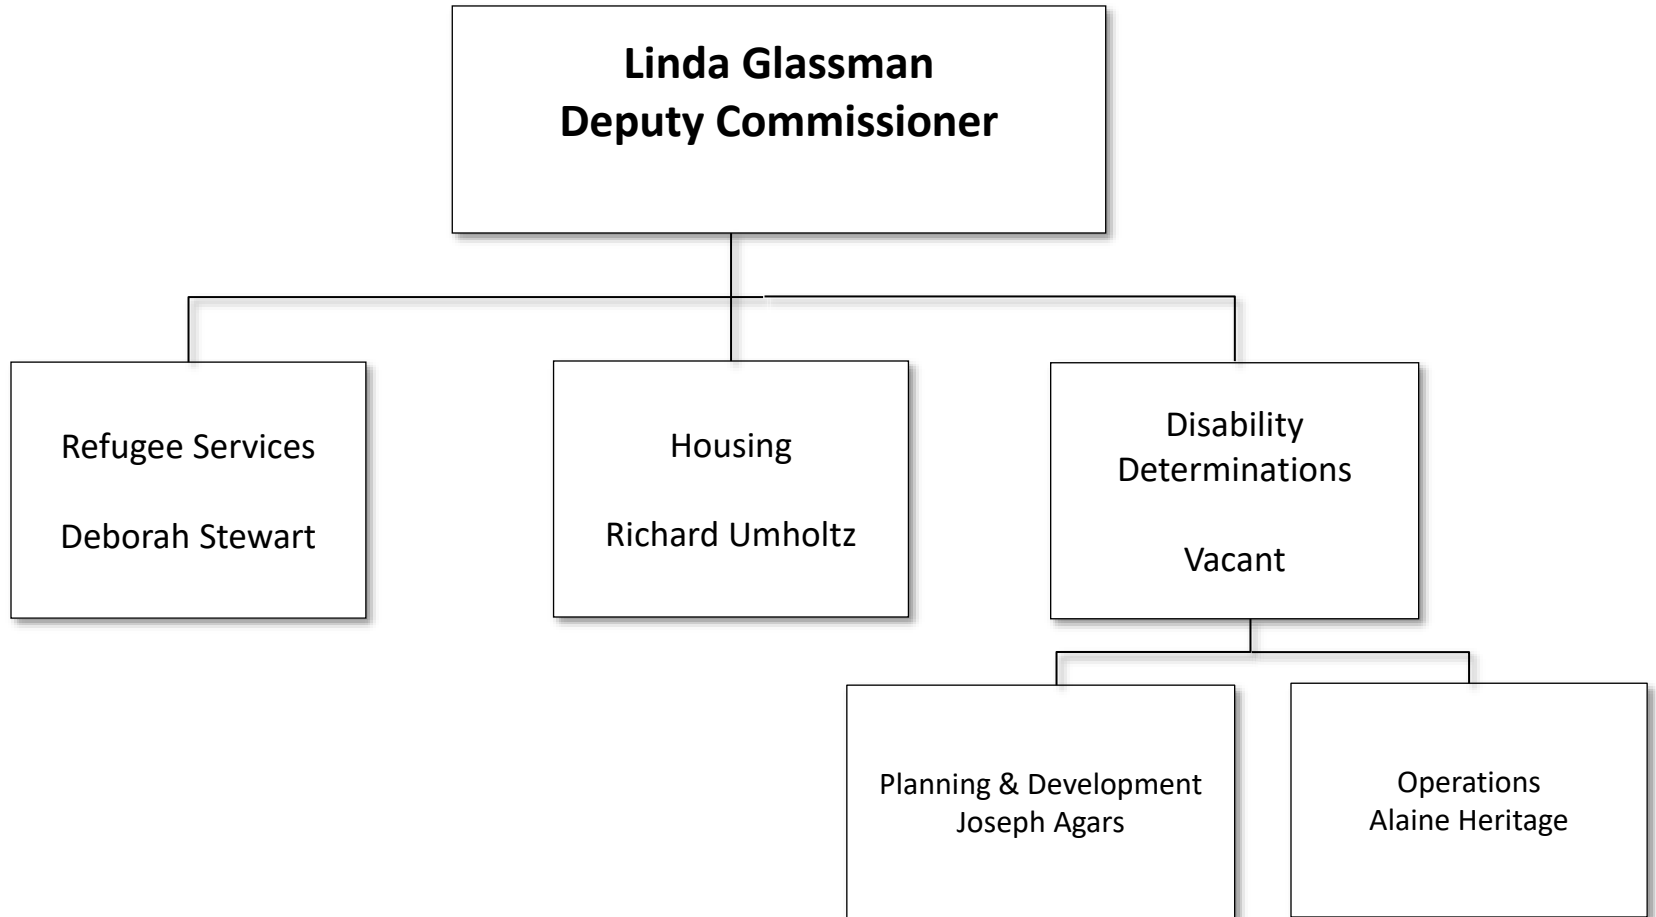 Linda Glassman
Deputy Commissioner
Refugee Services
Deborah Stewart
Housing
Richard Umholtz
Disability
Determinations
Vacant
Planning & Development
Joseph Agars
Operations
Alaine Heritage